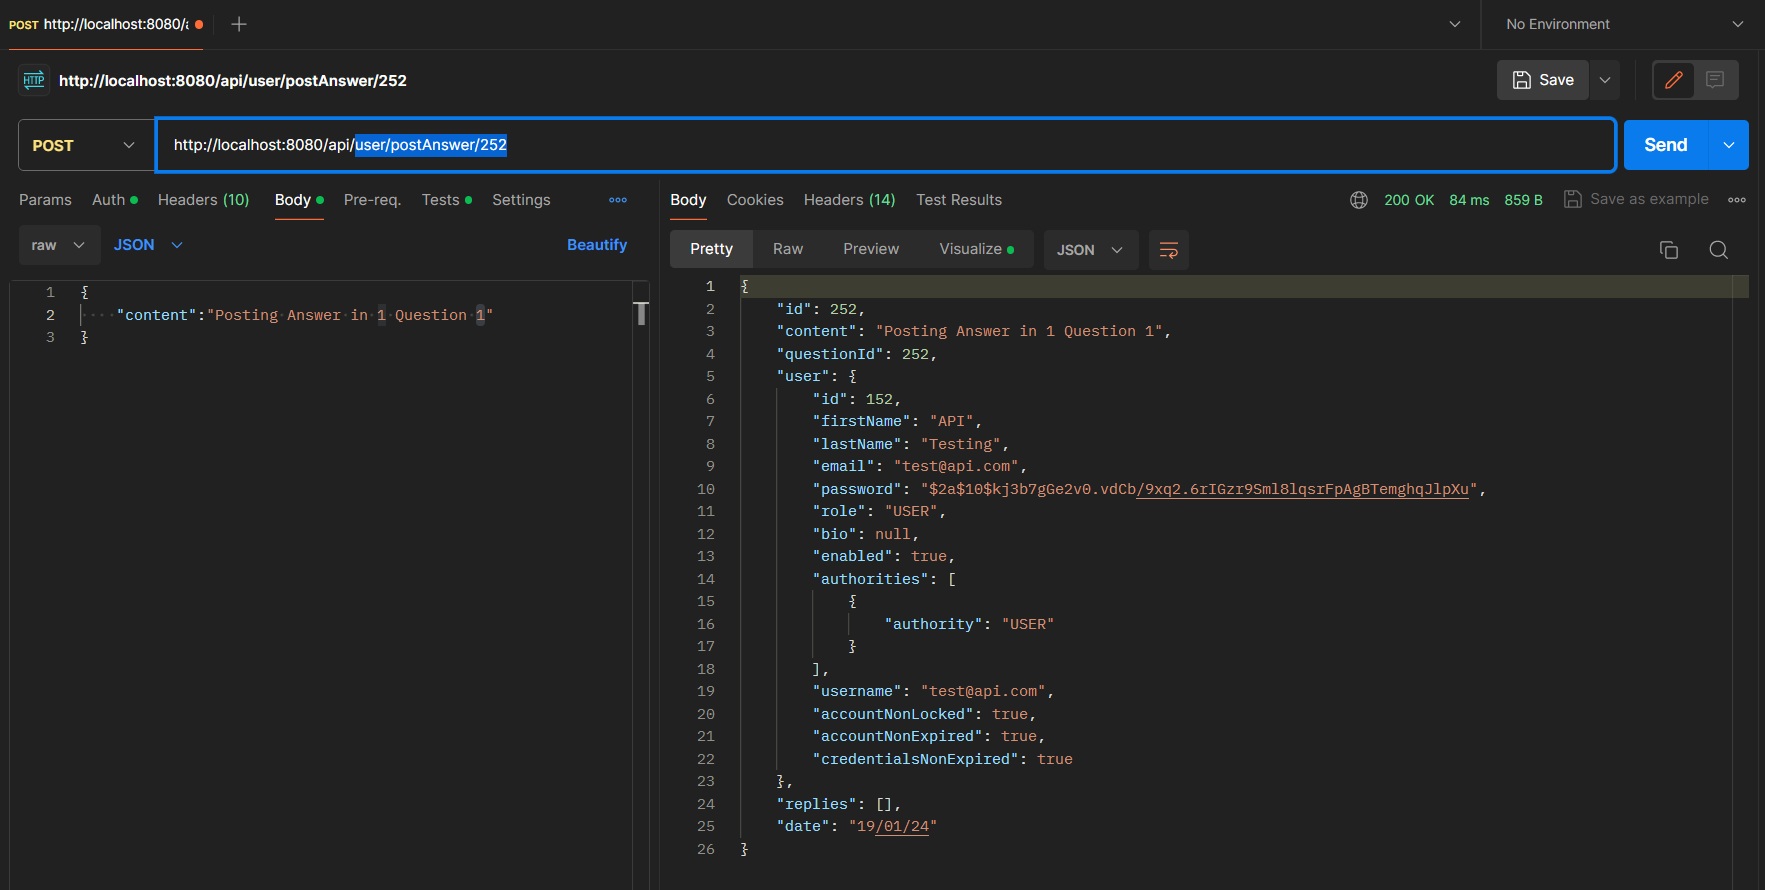 POST http://localhost:8080/a
No Environment
HTTP http://localhost:8080/api/user/postAnswer/252
Save
POST http://localhost:8080/api/user/postAnswer/252 Send
Params Auth Headers (10) Body Pre-req. Tests Settings
Body Cookies Headers (14) Test Results 200 OK 84 ms 859 B Save as example
raw JSON Beautify
Pretty Raw Preview Visualize JSON
1 {
2 ····"content":"Posting·Answer·in·1·Question·1"
3 }
1 {
2 "id": 252,
3 "content": "Posting Answer in 1 Question 1",
4 "questionId": 252,
5 "user": {
6 "id": 152,
7 "firstName": "API",
8 "lastName": "Testing",
9 "email": "test@api.com",
10 "password": "$2a$10$kj3b7gGe2v0.vdCb/9xq2.6rIGzr9Sml8lqsrFpAgBTemghqJlpXu",
11 "role": "USER",
12 "bio": null,
13 "enabled": true,
14 "authorities": [
15 {
16 "authority": "USER"
17 }
18 ],
19 "username": "test@api.com",
20 "accountNonLocked": true,
21 "accountNonExpired": true,
22 "credentialsNonExpired": true
23 },
24 "replies": [],
25 "date": "19/01/24"
26 }